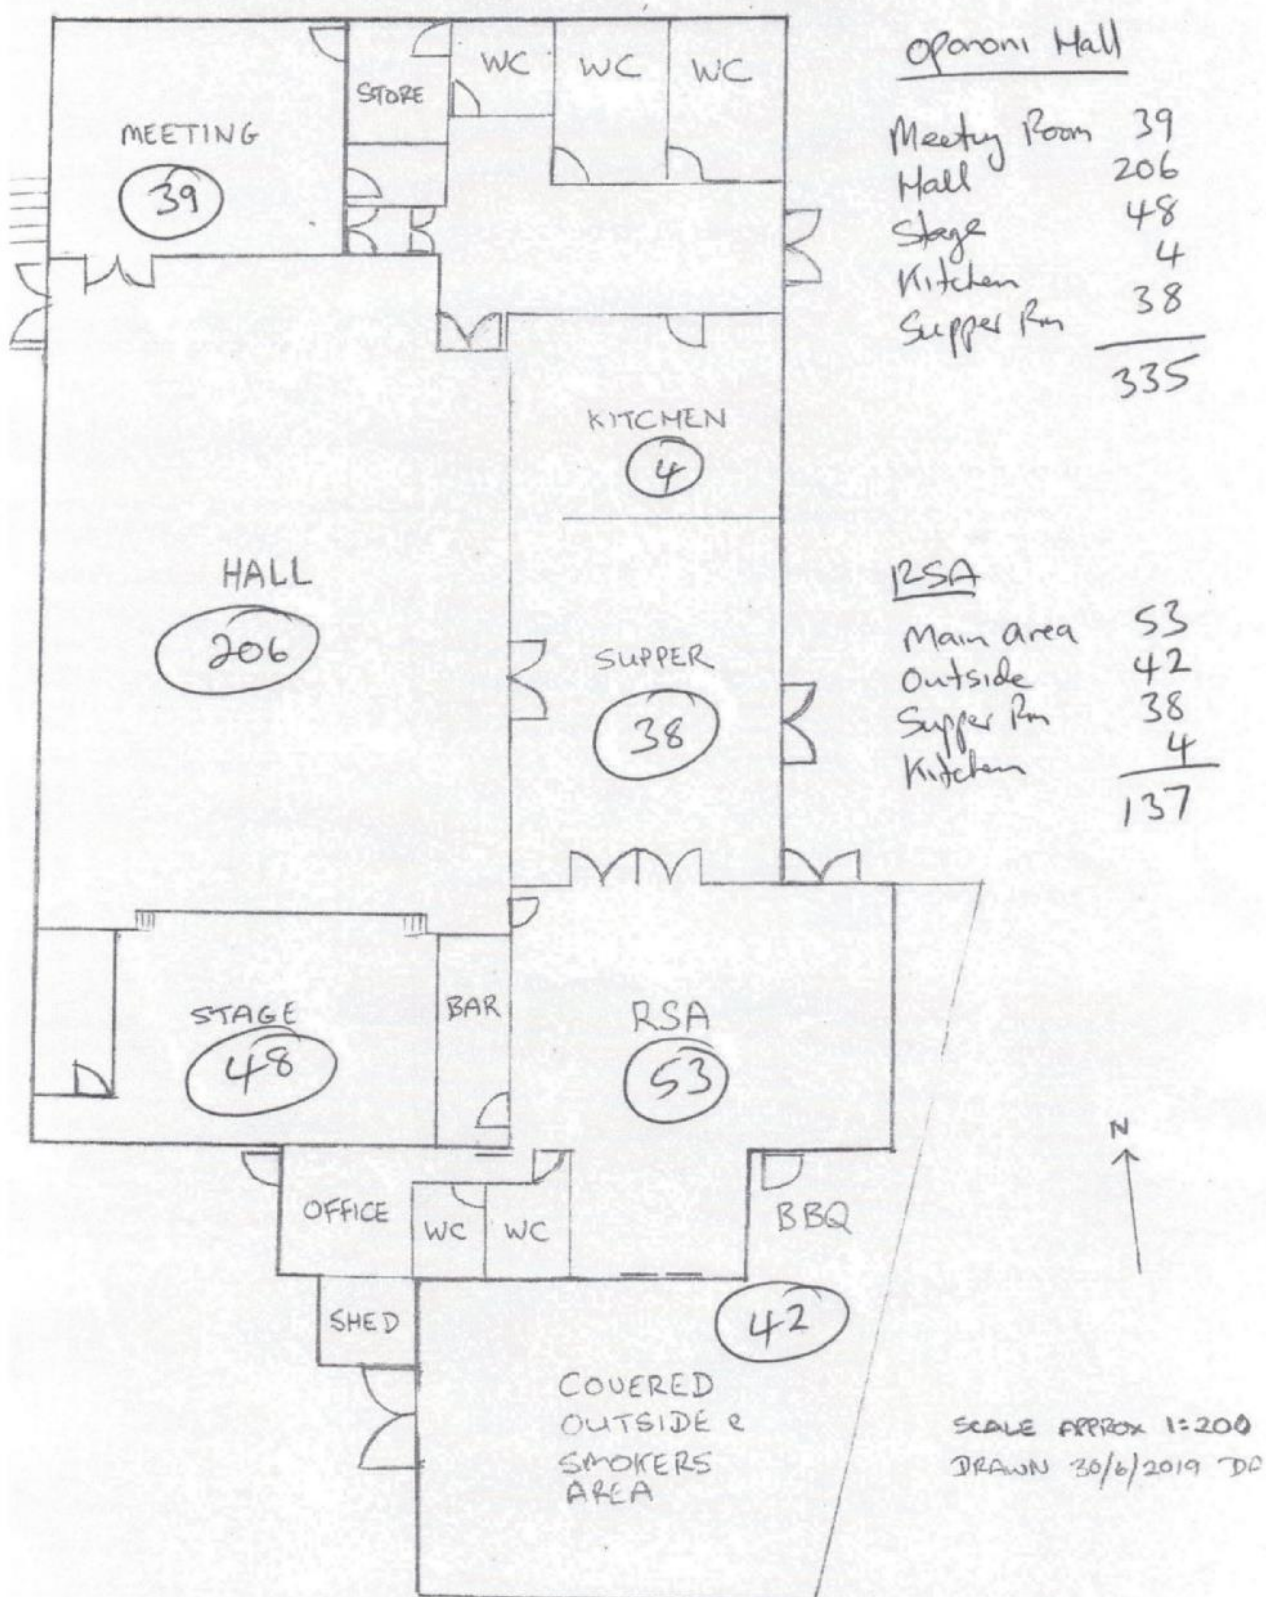 Opononi Hall
WC WC WC
STORE
MEETING
39
Meeting Room 39
Hall 206
Stage 48
Kitchen 4
Supper Rm 38
335
KITCHEN
4
HALL
206
SUPPER
38
RSA
Main area 53
Outside 42
Supper Rm 38
Kitchen 4
137
STAGE
48
BAR
RSA
53
N
OFFICE
WC WC
BBQ
SHED
42
COVERED
OUTSIDE &
SMOKERS
AREA
SCALE APPROX 1:200
DRAWN 30/6/2019